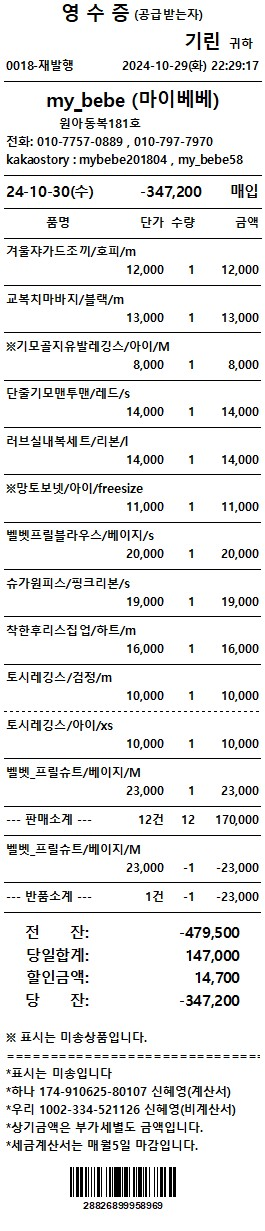 영 수 증 (공급받는자)
기린 귀하
0018-재발행 2024-10-29(화) 22:29:17
my_bebe (마이베베)
원아동복181호
전화: 010-7757-0889 , 010-797-7970
kakaostory : mybebe201804 , my_bebe58
24-10-30(수) -347,200 매입
품명 단가 수량 금액
겨울쟈가드조끼/호피/m
12,000 1 12,000
교복치마바지/블랙/m
13,000 1 13,000
※기모골지유발레깅스/아이/M
8,000 1 8,000
단줄기모맨투맨/레드/s
14,000 1 14,000
러브실내복세트/리본/l
14,000 1 14,000
※망토보넷/아이/freesize
11,000 1 11,000
벨벳프릴블라우스/베이지/s
20,000 1 20,000
슈가원피스/핑크리본/s
19,000 1 19,000
착한후리스집업/하트/m
16,000 1 16,000
토시레깅스/검정/m
10,000 1 10,000
토시레깅스/아이/xs
10,000 1 10,000
벨벳_프릴슈트/베이지/M
23,000 1 23,000
--- 판매소계 --- 12건 12 170,000
벨벳_프릴슈트/베이지/M
23,000 -1 -23,000
--- 반품소계 --- 1건 -1 -23,000
전 잔: -479,500
당일합계: 147,000
할인금액: 14,700
당 잔: -347,200
※ 표시는 미송상품입니다.
==============================
*표시는 미송입니다
*하나 174-910625-80107 신혜영(계산서)
*우리 1002-334-521126 신혜영(비계산서)
*상기금액은 부가세별도 금액입니다.
*세금계산서는 매월5일 마감입니다.
28826899958969